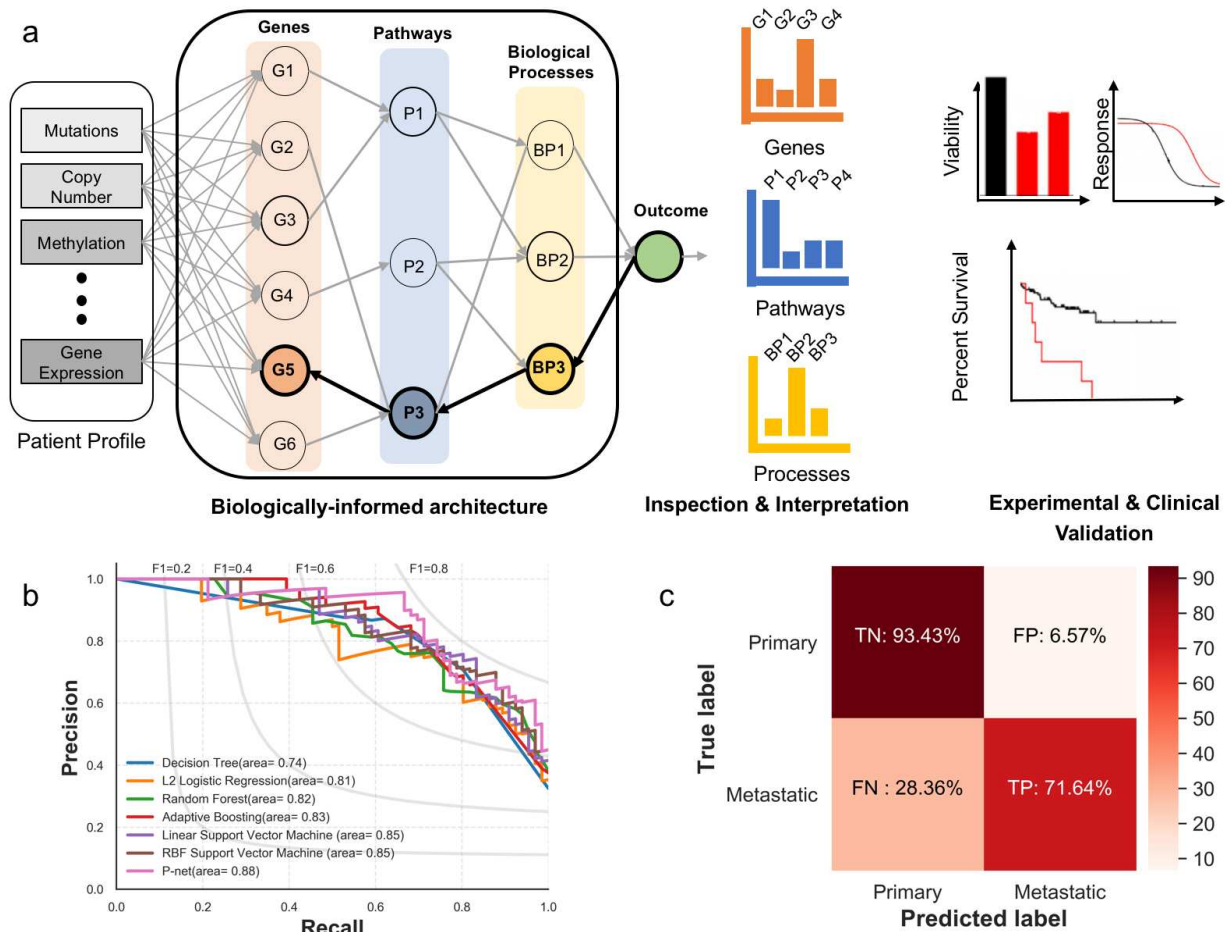 a
Genes
Pathways
Biological
Processes
Mutations
Copy
Number
Methylation
Gene
Expression
Patient Profile
G1
G2
G3
G4
G5
G6
P1
P2
P3
BP1
BP2
BP3
Outcome
Biologically-informed architecture
G1 G2 G3 G4
Genes
P1 P2 P3 P4
Pathways
BP1 BP2 BP3
Processes
Inspection & Interpretation
Viability
Response
Percent Survival
Experimental & Clinical
Validation
b
F1=0.2 F1=0.4 F1=0.6 F1=0.8
1.0
0.8
0.6
0.4
0.2
0.0
Precision
Decision Tree(area= 0.74)
L2 Logistic Regression(area= 0.81)
Random Forest(area= 0.82)
Adaptive Boosting(area= 0.83)
Linear Support Vector Machine (area= 0.85)
RBF Support Vector Machine (area= 0.85)
P-net(area= 0.88)
0.0 0.2 0.4 0.6 0.8 1.0
Recall
c
True label
Primary
Metastatic
TN: 93.43% FP: 6.57%
FN : 28.36% TP: 71.64%
Primary Metastatic
Predicted label
90
80
70
60
50
40
30
20
10